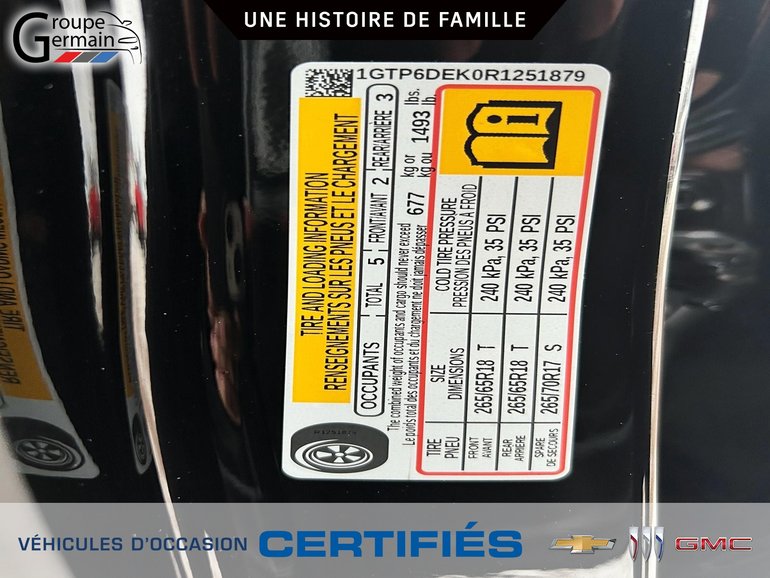 Groupe
Germain
UNE HISTOIRE DE FAMILLE
1GTP6DEK0R1251879
TIRE AND LOADING INFORMATION
RENSEIGNEMENTS SUR LES PNEUS ET LE CHARGEMENT
OCCUPANTS TOTAL 5 FRONT/AVANT 2 REAR/ARRIÈRE 3
The combined weight of occupants and cargo should never exceed 677 kg or 1493 lbs.
Le poids total des occupants et du chargement ne doit jamais dépasser kg ou lb.
TIRE SIZE COLD TIRE PRESSURE
PNEU DIMENSIONS PRESSION DES PNEUS À FROID
FRONT
AVANT 265/65R18 T 240 kPa, 35 PSI
REAR
ARRIÈRE 265/65R18 T 240 kPa, 35 PSI
SPARE
DE SECOURS 265/70R17 S 240 kPa, 35 PSI
VÉHICULES D'OCCASION CERTIFIÉS GMC